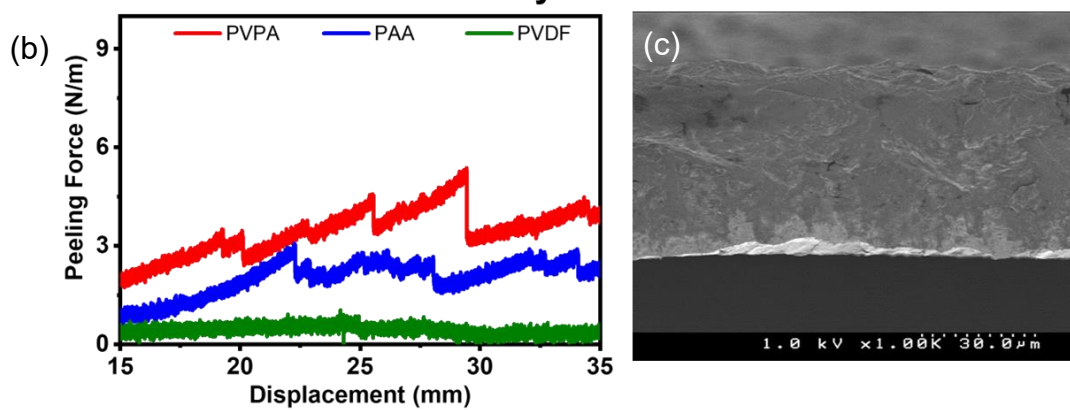 (b)
PVPA PAA PVDF
Peeling Force (N/m)
9
6
3
0
15 20 25 30 35
Displacement (mm)
(c)
1.0 kV x1.00K 30.0µm